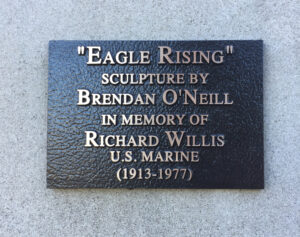 "Eagle Rising"
sculpture by
Brendan O'Neill
in memory of
Richard Willis
U.S. Marine
(1913-1977)